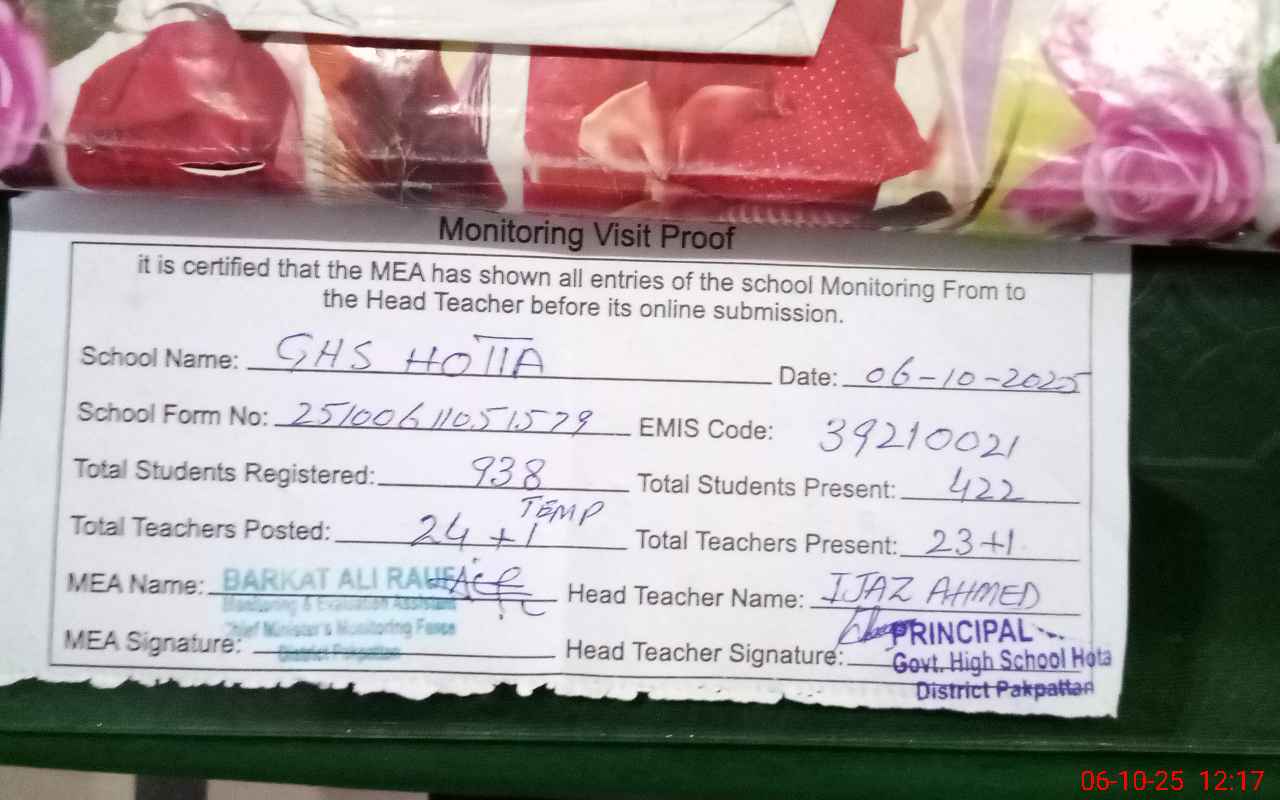 Monitoring Visit Proof
it is certified that the MEA has shown all entries of the school Monitoring From to
the Head Teacher before its online submission.
School Name: GHS HOTTA Date: 06-10-2025
School Form No: 25100611051579 EMIS Code: 39210021
Total Students Registered: 938 Total Students Present: 422
TEMP
Total Teachers Posted: 24 +1 Total Teachers Present: 23+1
MEA Name: BARKAT ALI RAUF Head Teacher Name: IJAZ AHMED
Monitoring & Evaluation Assistant
Chief Minister's Monitoring Force
PRINCIPAL
MEA Signature: Head Teacher Signature: Govt. High School Hota
District Pakpattan
District Pakpattan
06-10-25 12:17